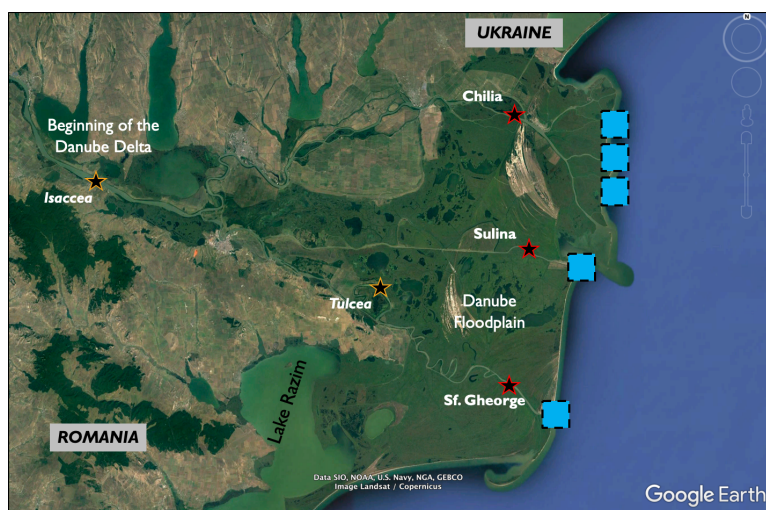 UKRAINE
Chilia
Beginning of the
Danube Delta
Isaccea
Sulina
Tulcea
Danube
Floodplain
Sf. Gheorge
Lake Razim
ROMANIA
Data SIO, NOAA, U.S. Navy, NGA, GEBCO
Image Landsat / Copernicus
Google Earth
N